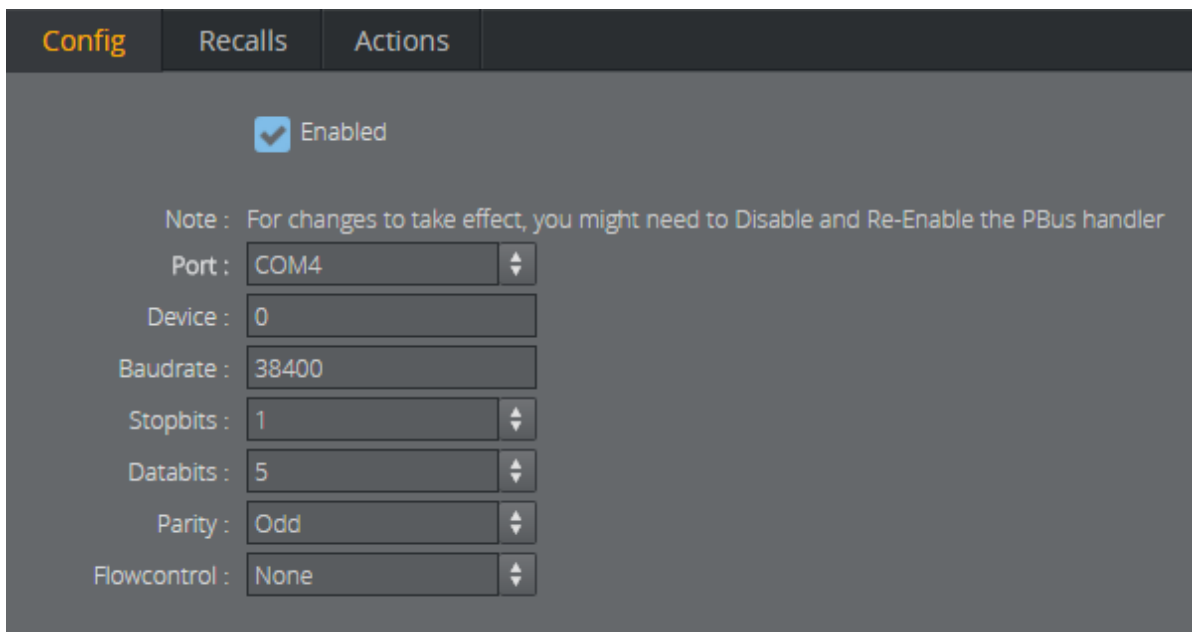 Config Recalls Actions
Enabled
Note : For changes to take effect, you might need to Disable and Re-Enable the PBus handler
Port : COM4
Device : 0
Baudrate : 38400
Stopbits : 1
Databits : 5
Parity : Odd
Flowcontrol : None